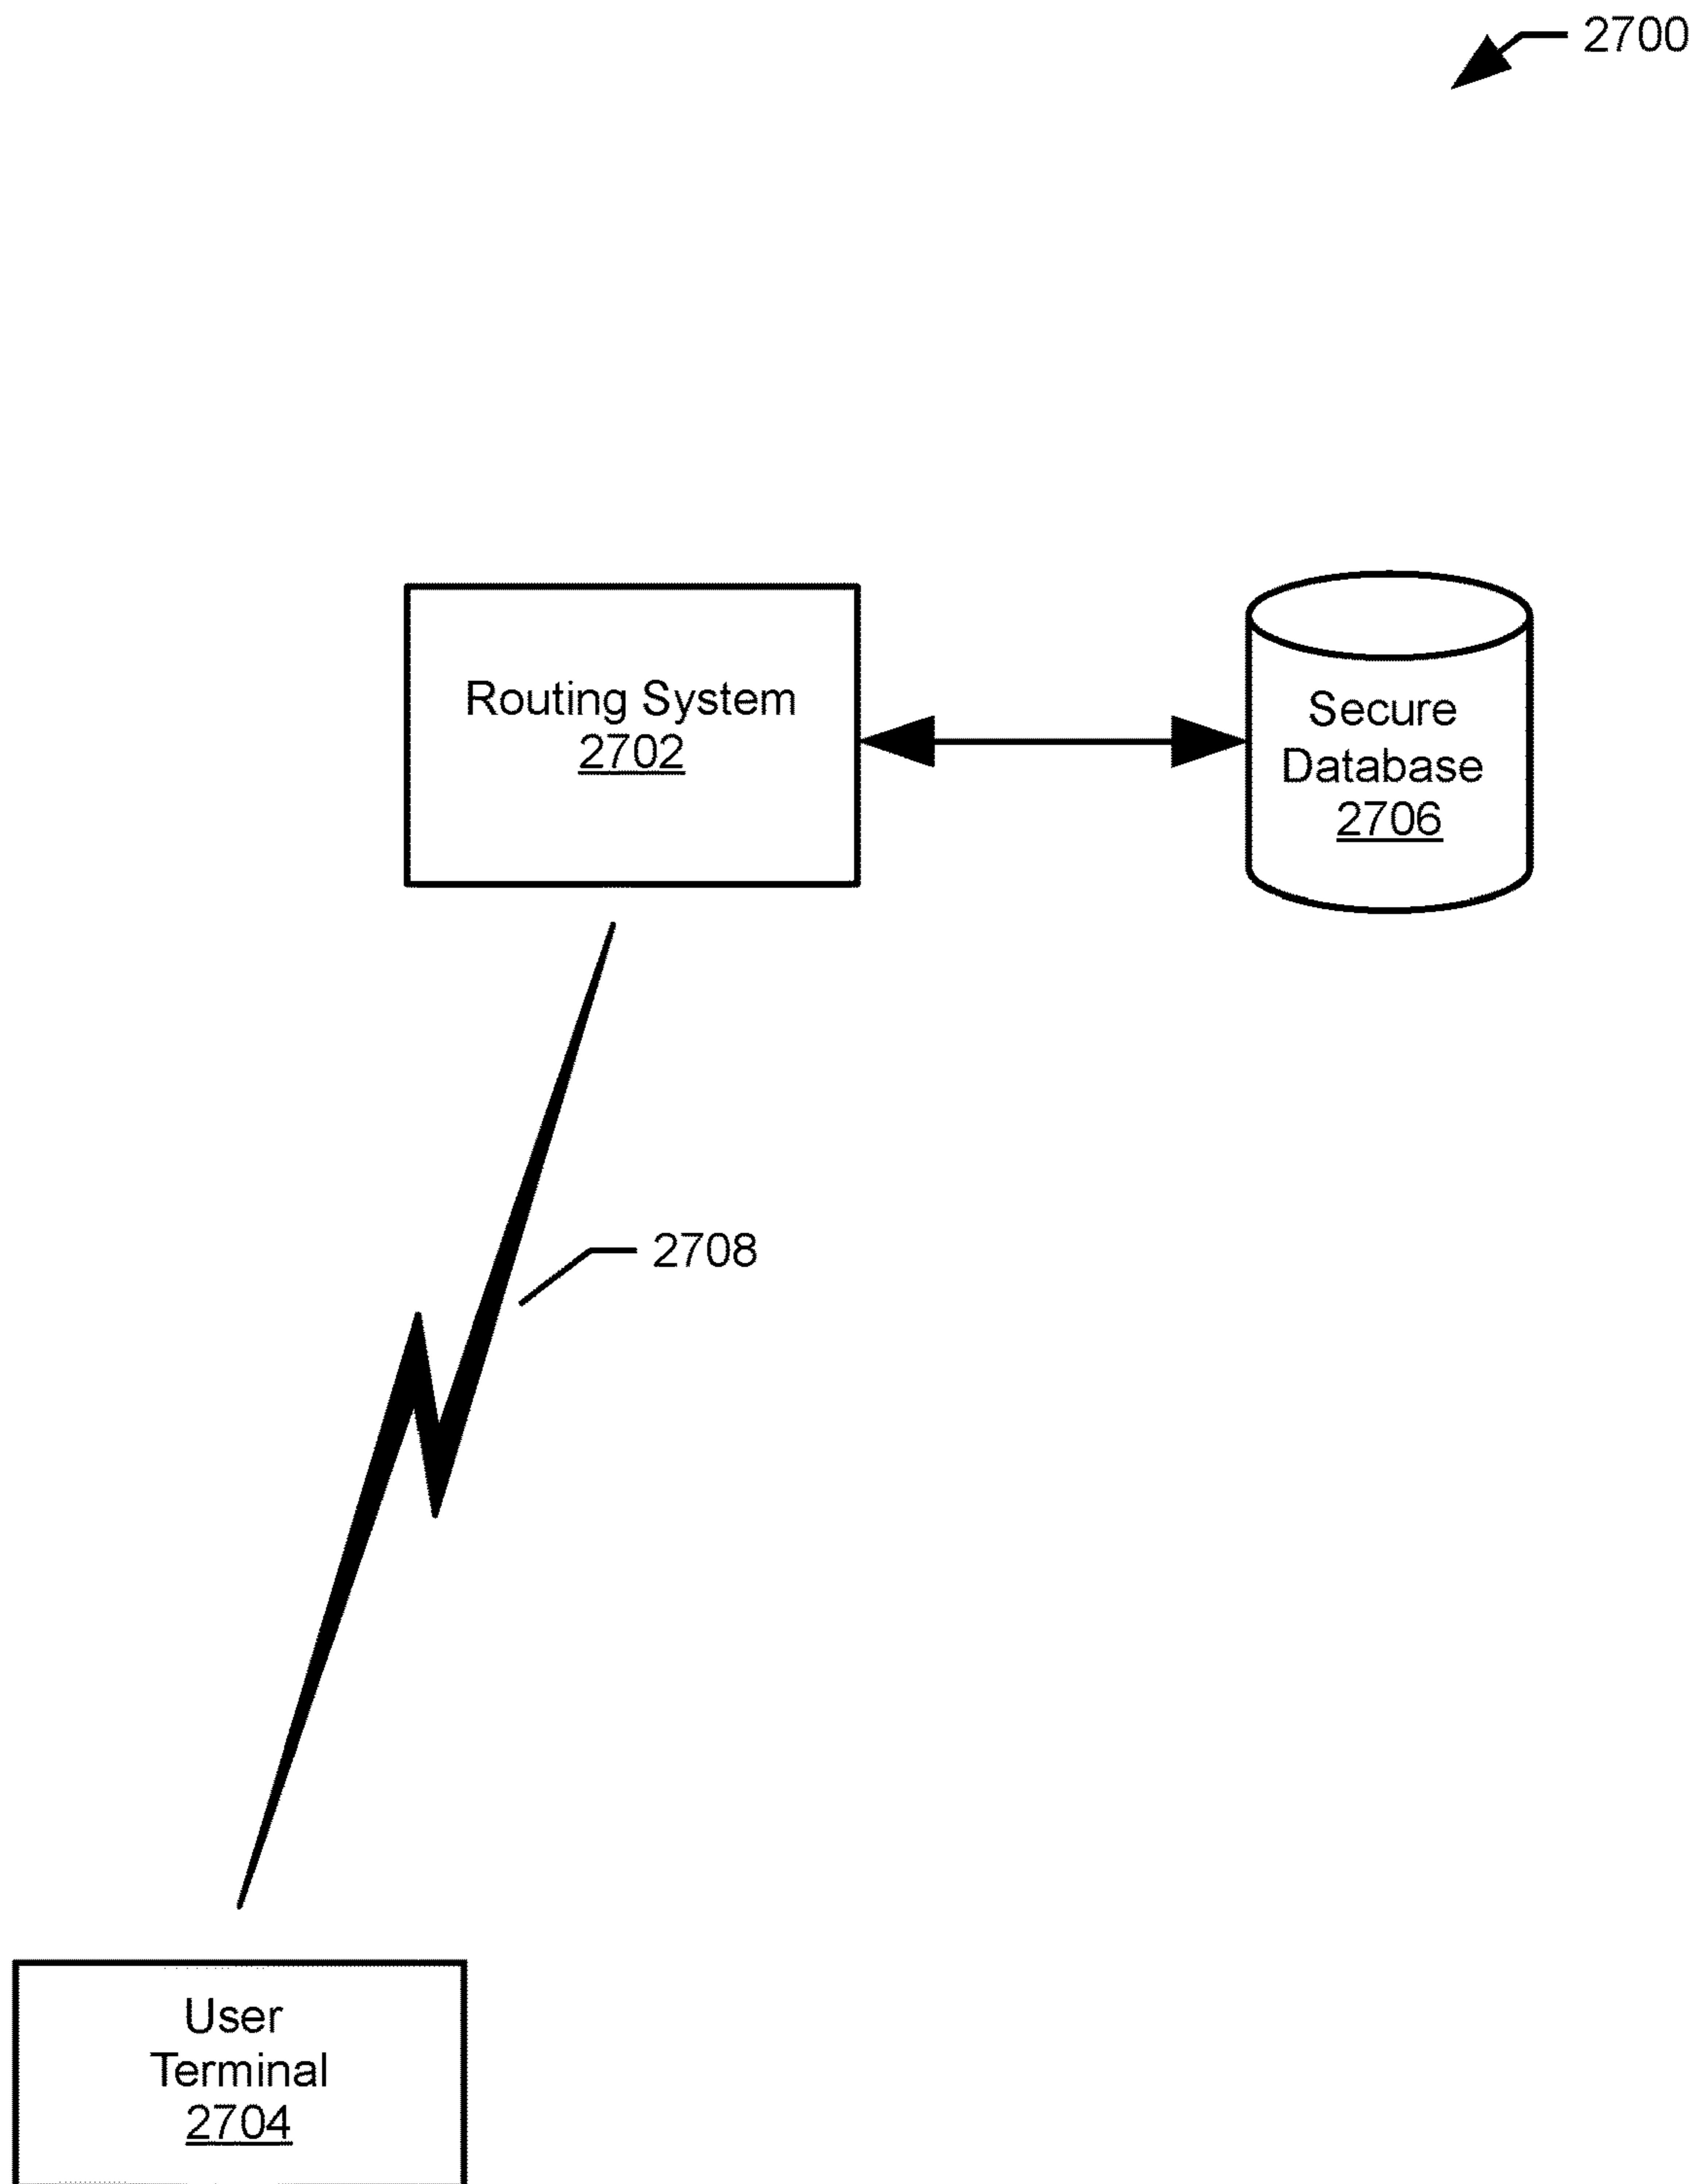 2700
Routing System
2702
Secure
Database
2706
2708
User
Terminal
2704